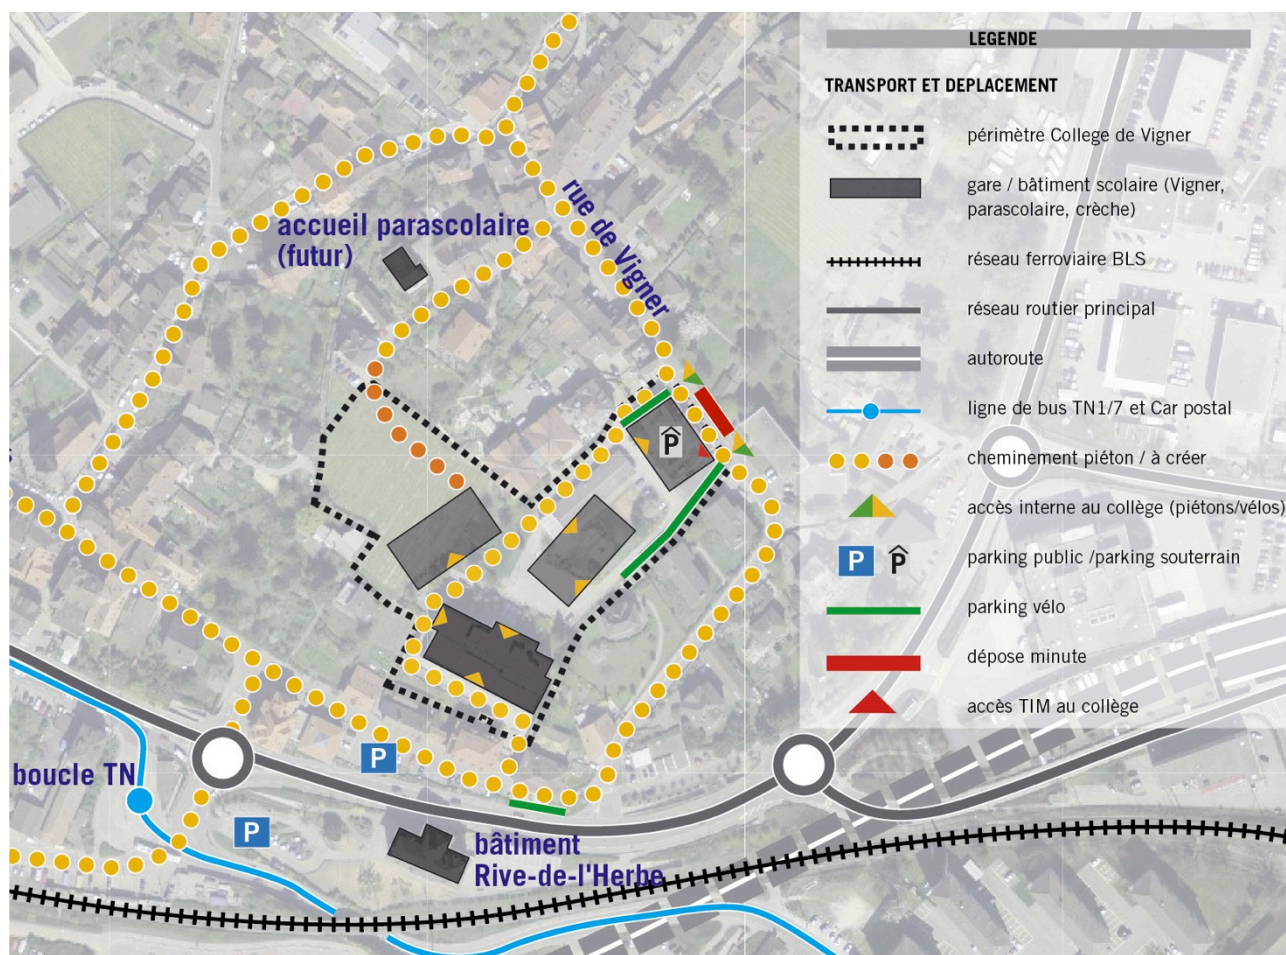 LEGENDE
TRANSPORT ET DEPLACEMENT
périmètre College de Vigner
gare / bâtiment scolaire (Vigner,
parascolaire, crèche)
réseau ferroviaire BLS
réseau routier principal
autoroute
ligne de bus TN1/7 et Car postal
cheminement piéton / à créer
accès interne au collège (piétons/vélos)
P P parking public /parking souterrain
parking vélo
dépose minute
accès TIM au collège
rue de Vigner
accueil parascolaire
(futur)
P
s
P
boucle TN
P
bâtiment
Rive-de-l'Herbe